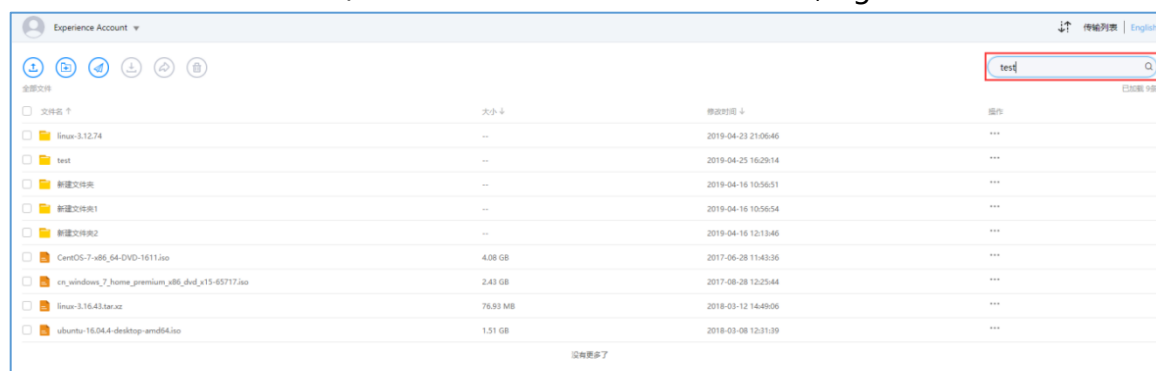 Experience Account 传输列表 English
test
全部文件 已加载 9条
文件名 大小 修改时间 操作
linux-3.12.74 -- 2019-04-23 21:06:46 ***
test -- 2019-04-25 16:29:14 ***
新建文件夹 -- 2019-04-16 10:56:51 ***
新建文件夹1 -- 2019-04-16 10:56:54 ***
新建文件夹2 -- 2019-04-16 12:13:46 ***
CentOS-7-x86_64-DVD-1611.iso 4.08 GB 2017-06-28 11:43:36 ***
cn_windows_7_home_premium_x86_dvd_x15-65717.iso 2.43 GB 2017-08-28 12:25:44 ***
linux-3.16.43.tar.xz 76.93 MB 2018-03-12 14:49:06 ***
ubuntu-16.04.4-desktop-amd64.iso 1.51 GB 2018-03-08 12:31:39 ***
没有更多了